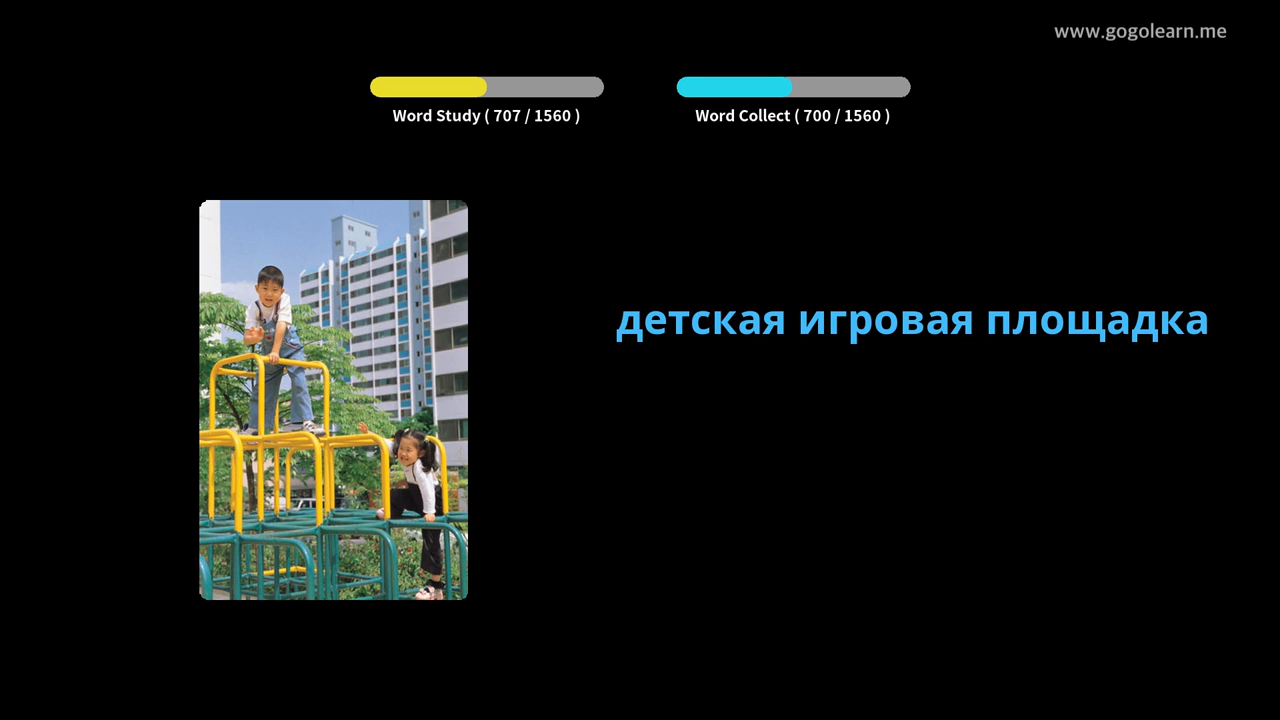 www.gogolearn.me
Word Study ( 707 / 1560 )
Word Collect ( 700 / 1560 )
детская игровая площадка